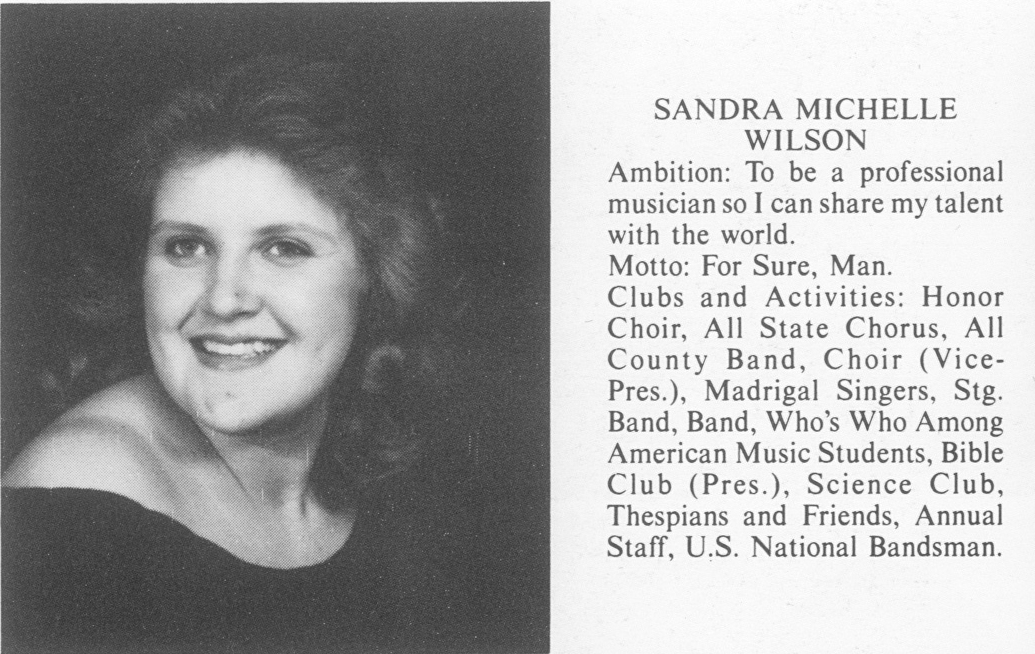 SANDRA MICHELLE
WILSON
Ambition: To be a professional
musician so I can share my talent
with the world.
Motto: For Sure, Man.
Clubs and Activities: Honor
Choir, All State Chorus, All
County Band, Choir (Vice-
Pres.), Madrigal Singers, Stg.
Band, Band, Who's Who Among
American Music Students, Bible
Club (Pres.), Science Club,
Thespians and Friends, Annual
Staff, U.S. National Bandsman.